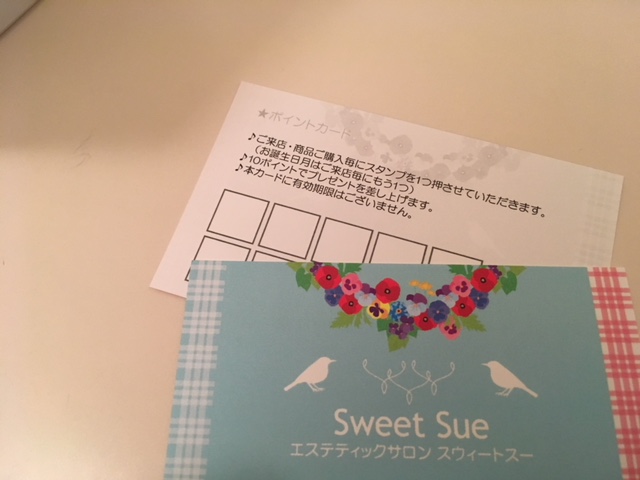 ★ポイントカード
♪ご来店・商品ご購入毎にスタンプを1つ押させていただきます。
（お誕生日月はご来店毎にもう1つ）
♪10ポイントでプレゼントを差し上げます。
♪本カードに有効期限はございません。
Sweet Sue
エステティックサロン スウィートスー